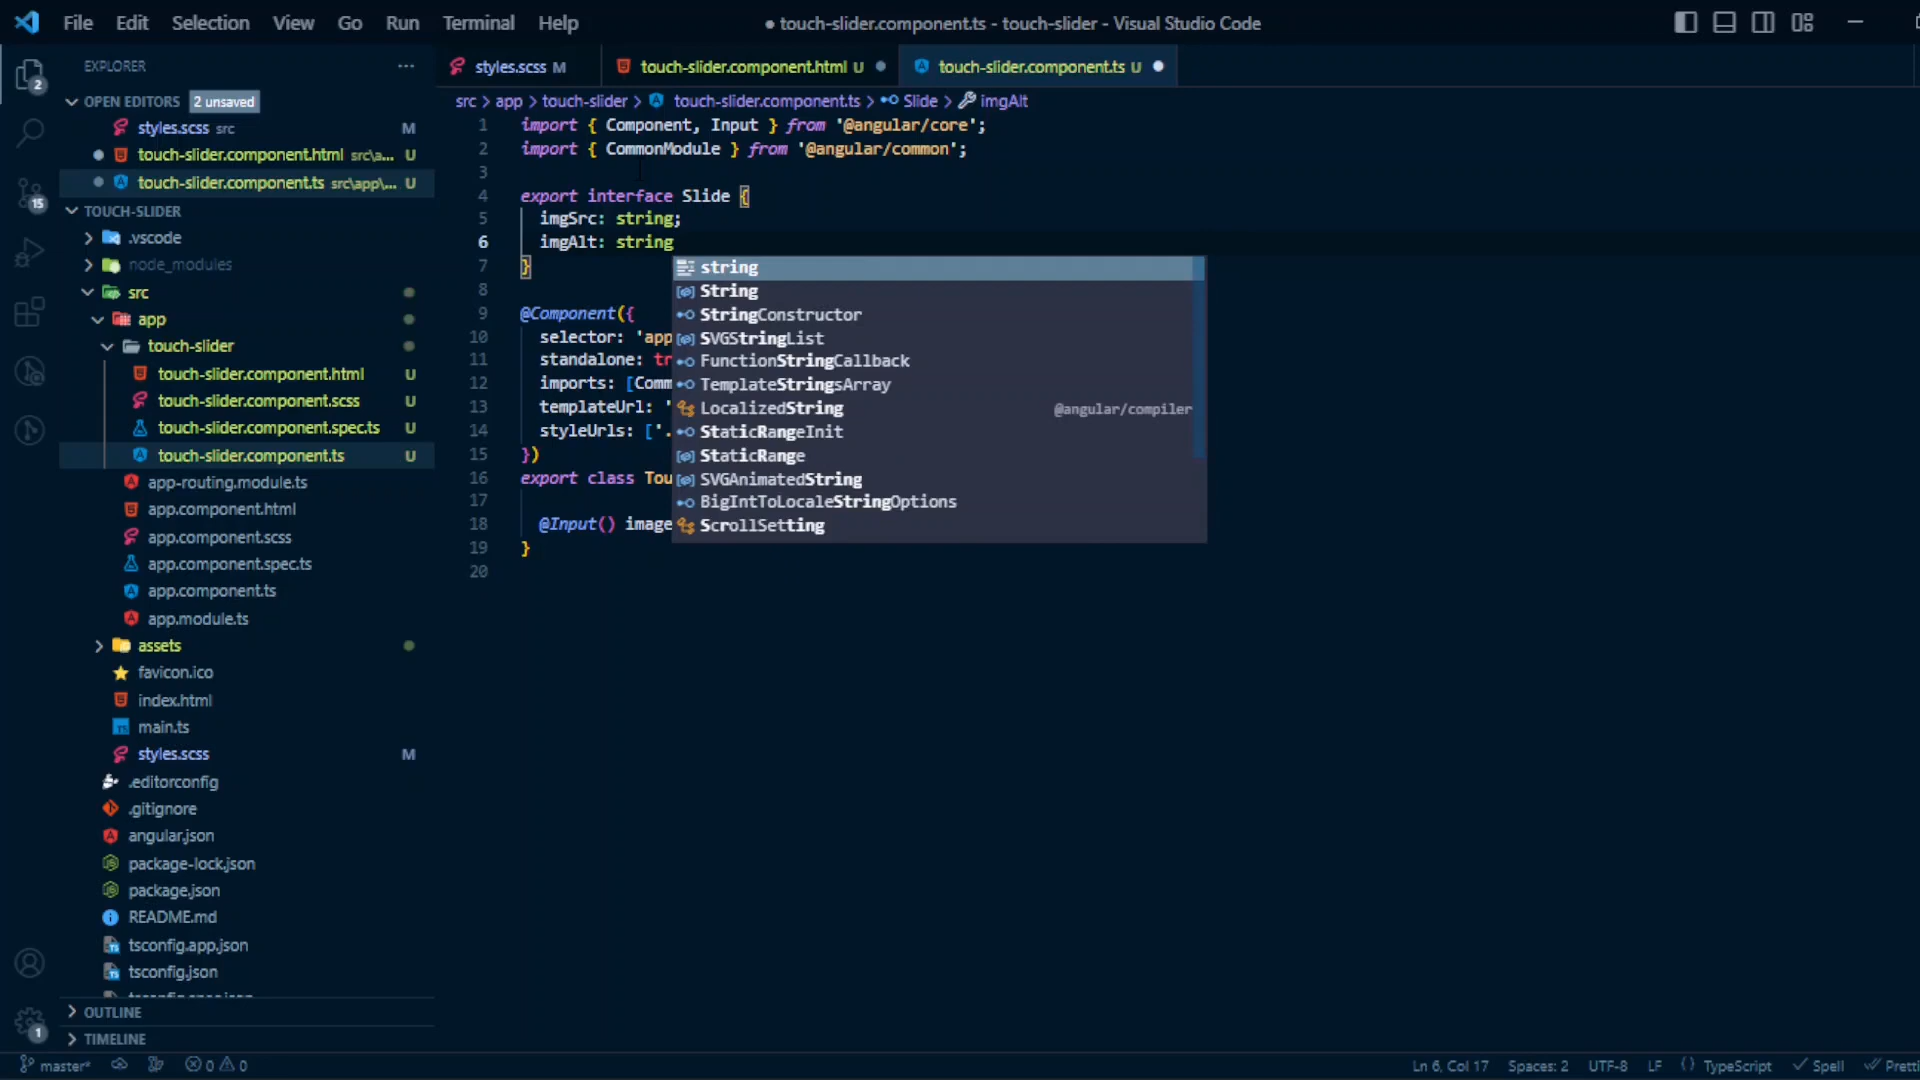 File Edit Selection View Go Run Terminal Help
● touch-slider.component.ts - touch-slider - Visual Studio Code
EXPLORER ···
OPEN EDITORS 2 unsaved
styles.scss src M
touch-slider.component.html src\a... U
touch-slider.component.ts src\app\... U
TOUCH-SLIDER
.vscode
node_modules
src
app
touch-slider
touch-slider.component.html U
touch-slider.component.scss U
touch-slider.component.spec.ts U
touch-slider.component.ts U
app-routing.module.ts
app.component.html
app.component.scss
app.component.spec.ts
app.component.ts
app.module.ts
assets
favicon.ico
index.html
main.ts
styles.scss M
.editorconfig
.gitignore
angular.json
package-lock.json
package.json
README.md
tsconfig.app.json
tsconfig.json
OUTLINE
TIMELINE
2
15
1
styles.scss M
touch-slider.component.html U
touch-slider.component.ts U
src > app > touch-slider > touch-slider.component.ts > Slide > imgAlt
1 import { Component, Input } from '@angular/core';
2 import { CommonModule } from '@angular/common';
3
4 export interface Slide {
5 imgSrc: string;
6 imgAlt: string
7 }
8
9 @Component({
10 selector: 'app
11 standalone: tr
12 imports: [Comm
13 templateUrl: '
14 styleUrls: ['.
15 })
16 export class Tou
17
18 @Input() image
19 }
20
string
String
StringConstructor
SVGStringList
FunctionStringCallback
TemplateStringsArray
LocalizedString @angular/compiler
StaticRangeInit
StaticRange
SVGAnimatedString
BigIntToLocaleStringOptions
ScrollSetting
master* 0 0
Ln 6, Col 17 Spaces: 2 UTF-8 LF {} TypeScript Spell Pretti